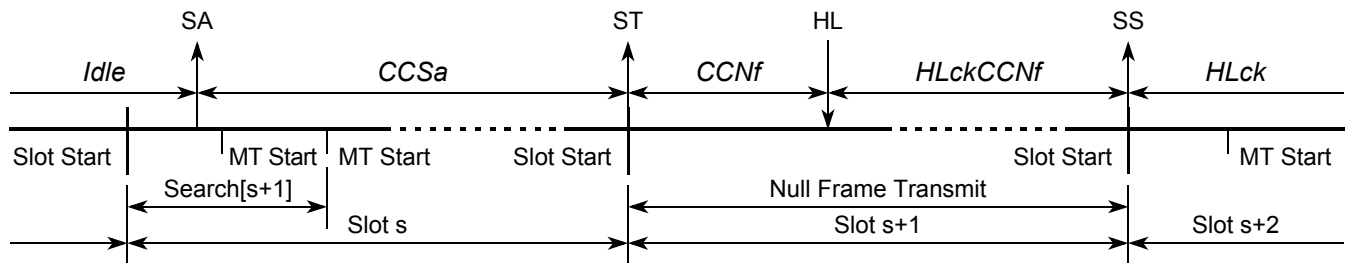 SA ST HL SS
Idle CCSa CCNf HLckCCNf HLck
Slot Start MT Start MT Start Slot Start Slot Start MT Start
Search[s+1] Null Frame Transmit
Slot s Slot s+1 Slot s+2